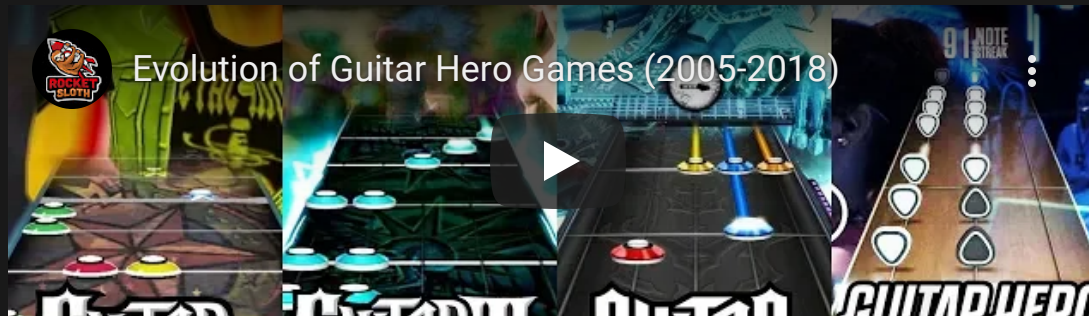 ROCKET
SLOTH
Evolution of Guitar Hero Games (2005-2018)
91 NOTE
STREAK
GUITAR HERO